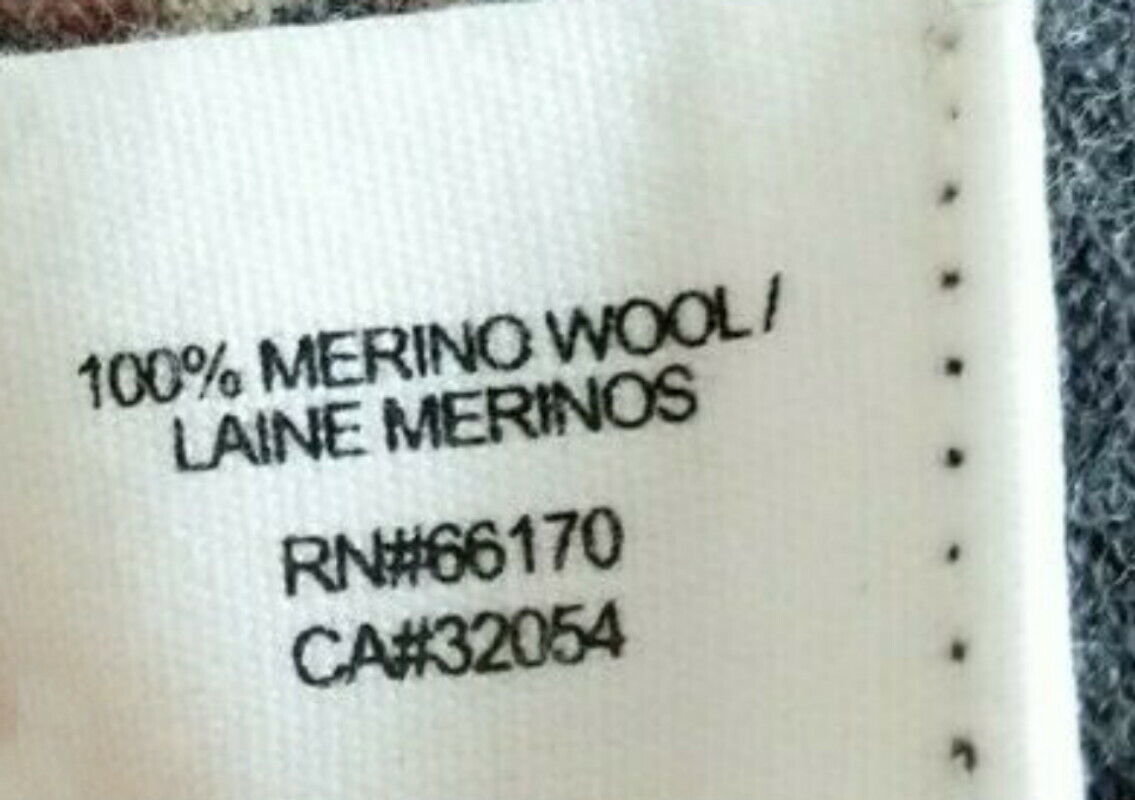 100% MERINO WOOL /
LAINE MERINOS
RN#66170
CA#32054